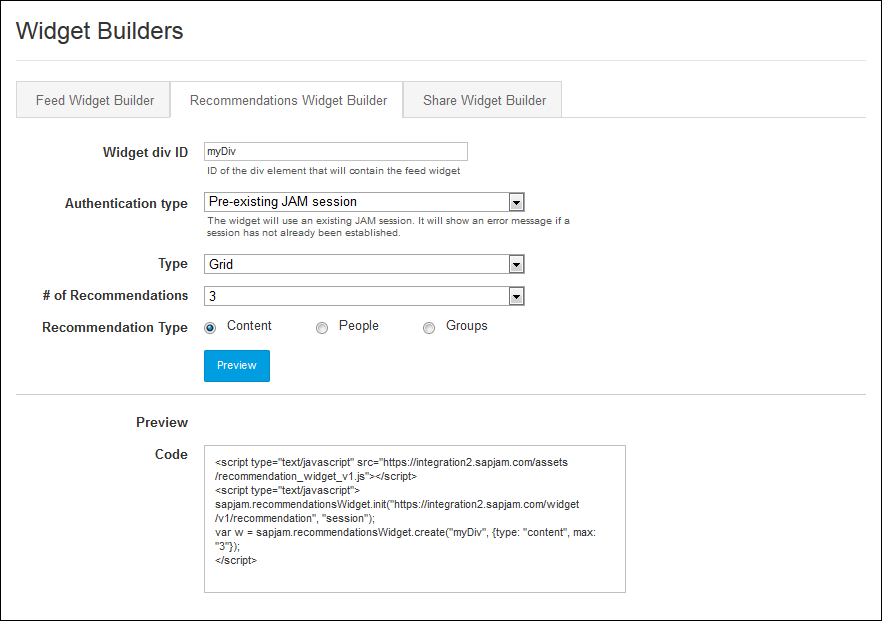 Widget Builders
Feed Widget Builder
Recommendations Widget Builder
Share Widget Builder
Widget div ID
myDiv
ID of the div element that will contain the feed widget
Authentication type
Pre-existing JAM session
The widget will use an existing JAM session. It will show an error message if a
session has not already been established.
Type
Grid
# of Recommendations
3
Recommendation Type
Content
People
Groups
Preview
Preview
Code
<script type="text/javascript" src="https://integration2.sapjam.com/assets
/recommendation_widget_v1.js"></script>
<script type="text/javascript">
sapjam.recommendationsWidget.init("https://integration2.sapjam.com/widget
/v1/recommendation", "session");
var w = sapjam.recommendationsWidget.create("myDiv", {type: "content", max:
"3"});
</script>